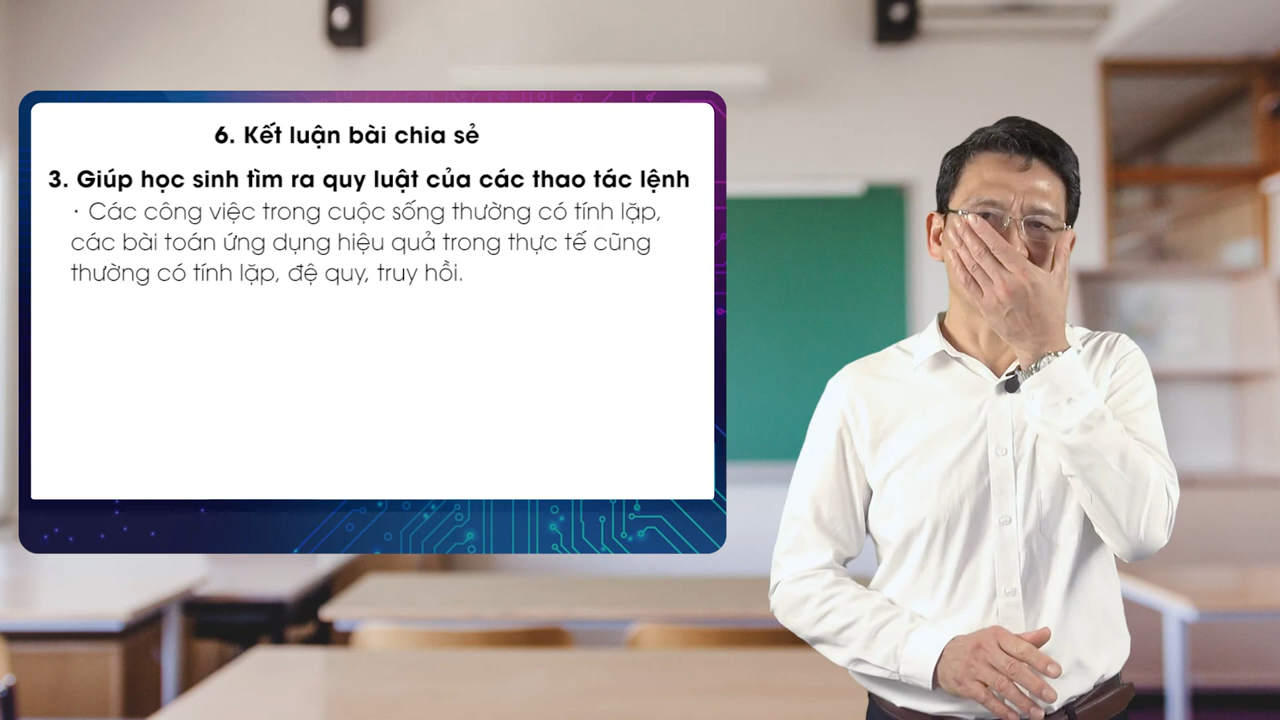 6. Kết luận bài chia sẻ
3. Giúp học sinh tìm ra quy luật của các thao tác lệnh
· Các công việc trong cuộc sống thường có tính lặp,
các bài toán ứng dụng hiệu quả trong thực tế cũng
thường có tính lặp, đệ quy, truy hồi.